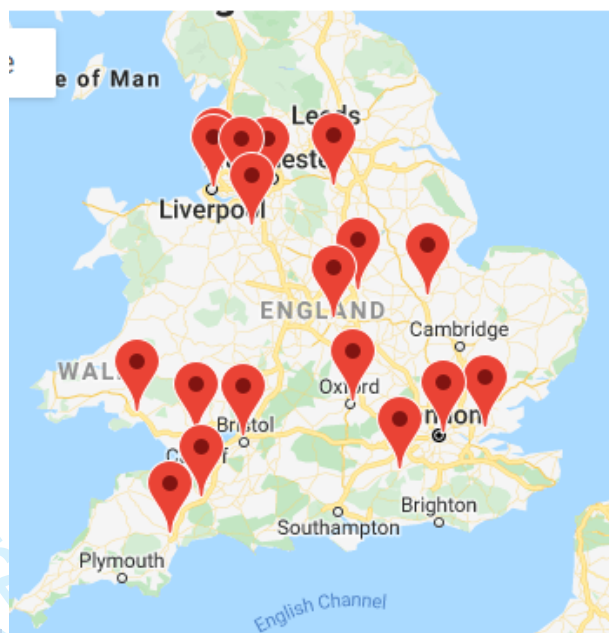 e of Man
Leeds
Liverpool
ENGLAND
Cambridge
WAL
Oxford
Bristol
Brighton
Southampton
Plymouth
English Channel